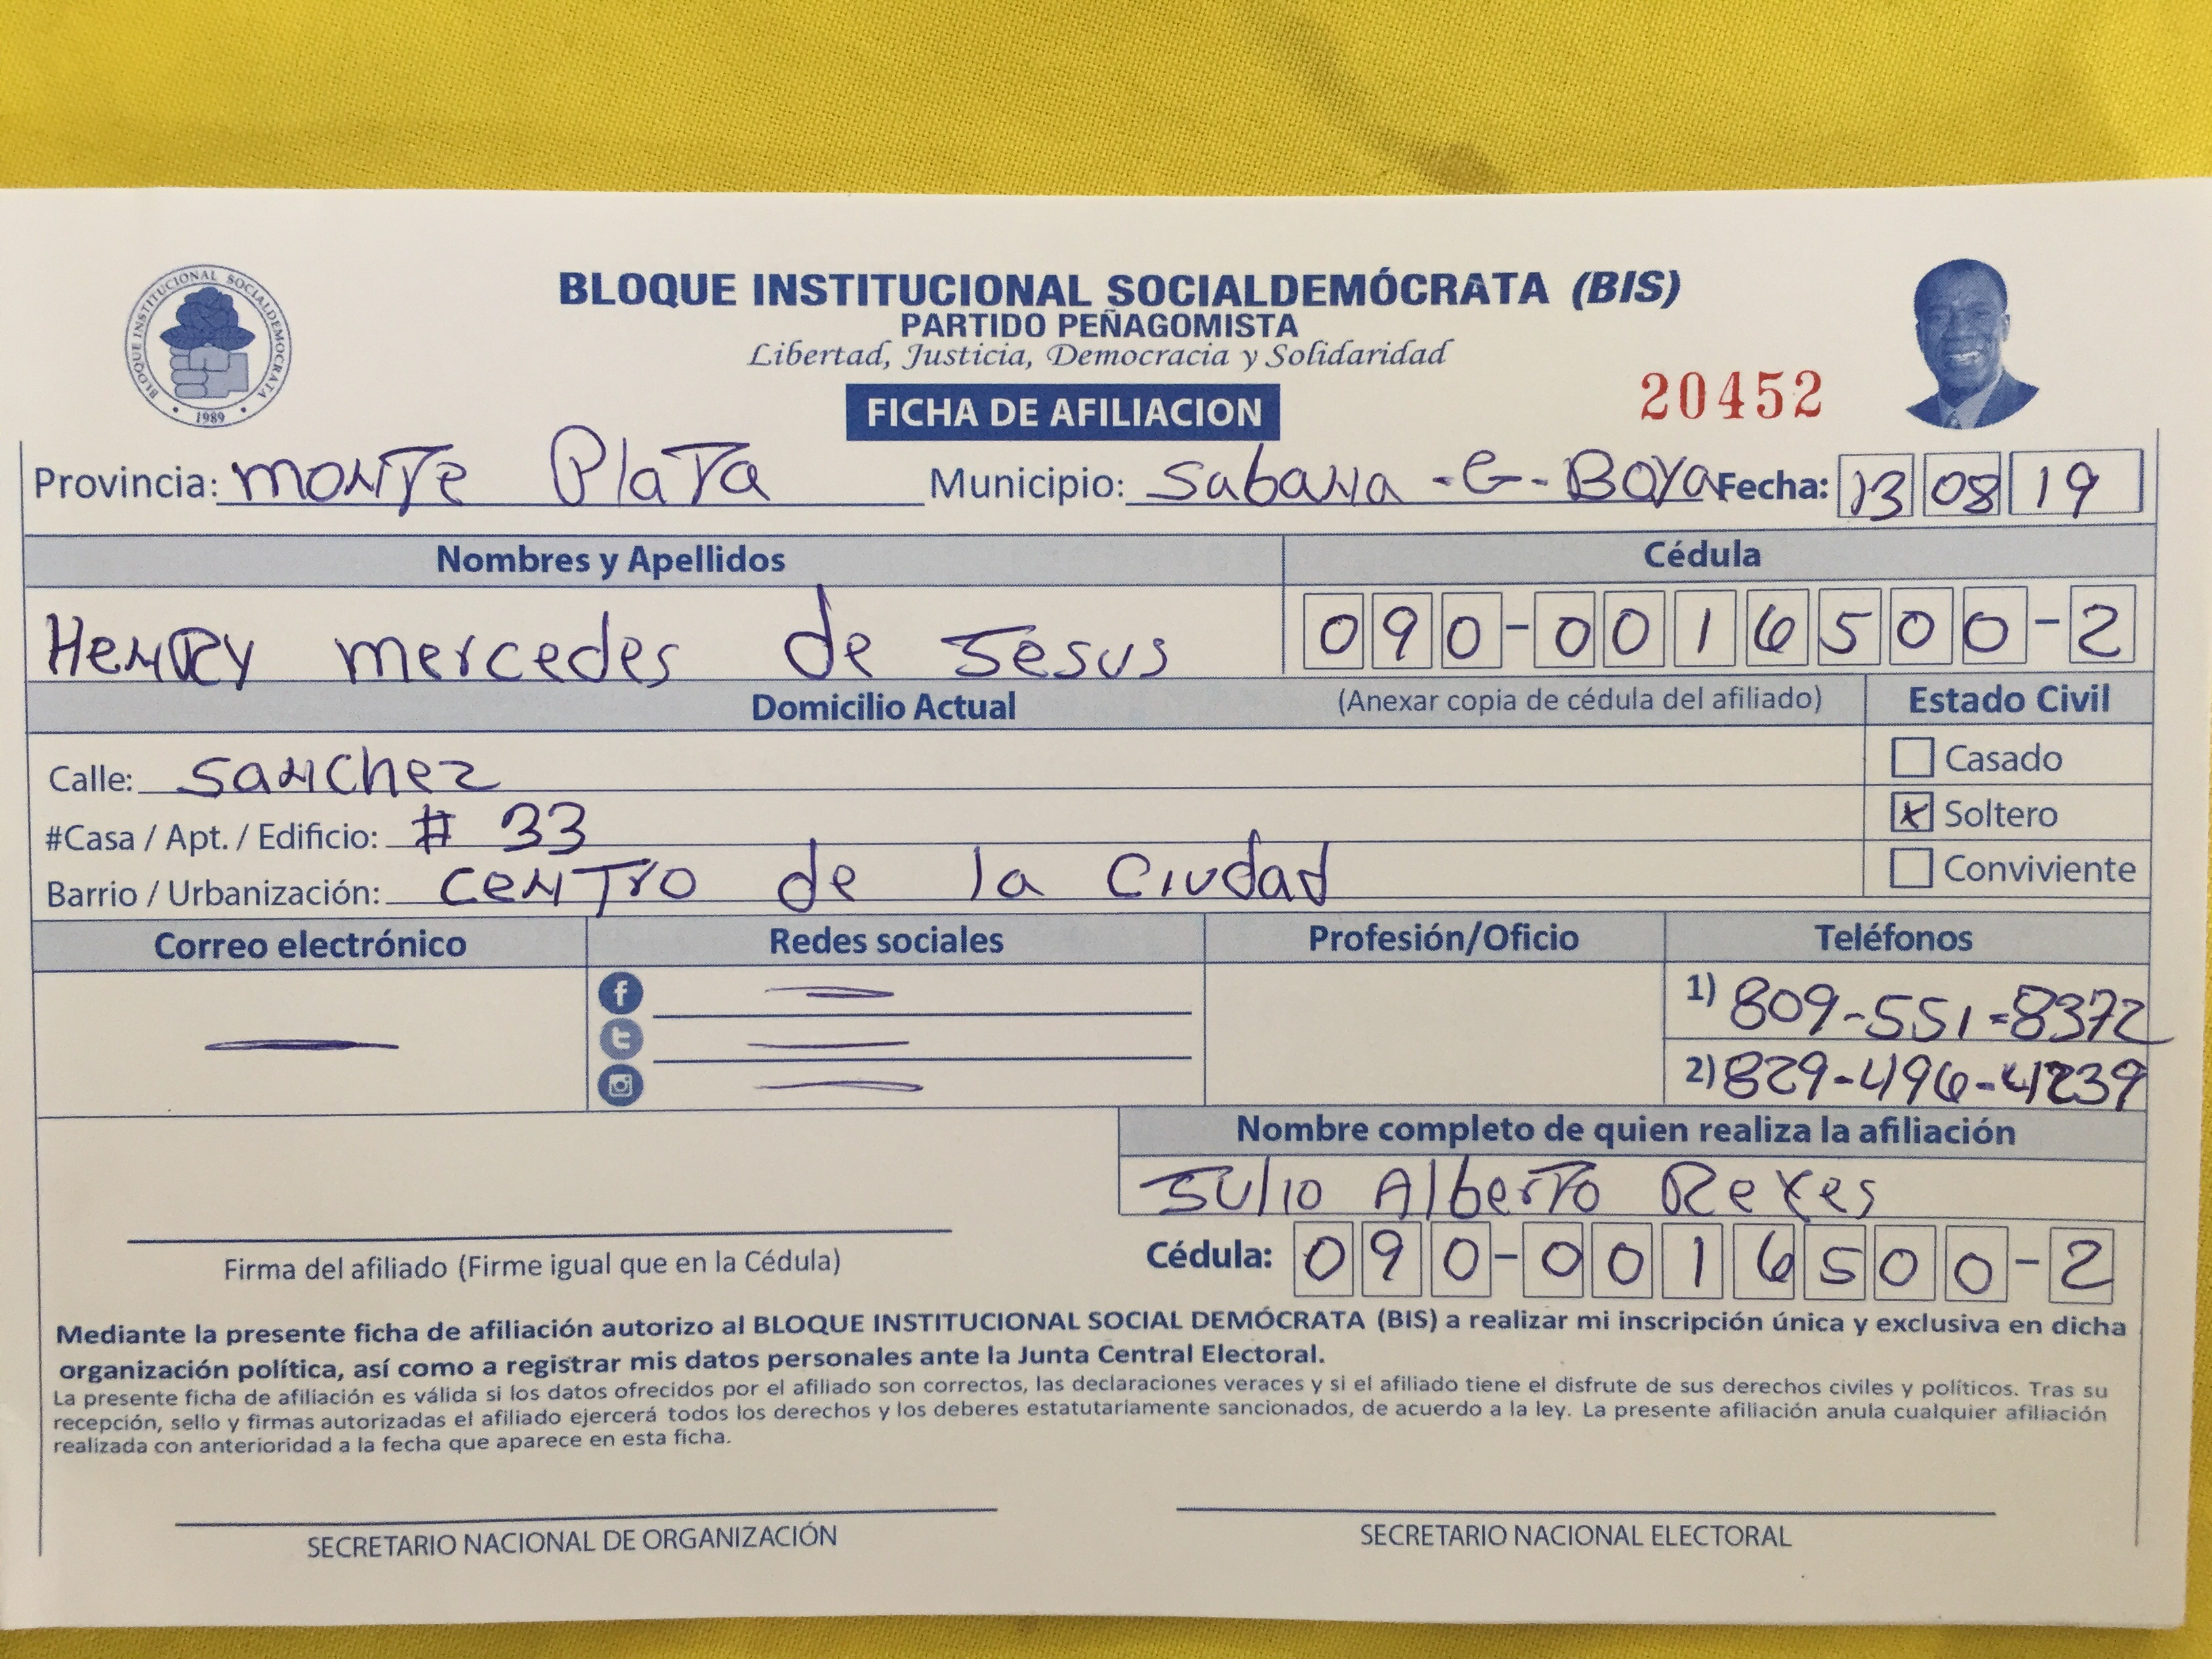 BLOQUE INSTITUCIONAL SOCIALDEMOCRATA
1989
BLOQUE INSTITUCIONAL SOCIALDEMÓCRATA (BIS)
PARTIDO PEÑAGOMISTA
Libertad, Justicia, Democracia y Solidaridad
FICHA DE AFILIACION
20452
Provincia: monte Plata Municipio: Sabana -G- Boya Fecha: 13 08 19
Nombres y Apellidos Cédula
Henry mercedes de Jesus 090-0016500-2
Domicilio Actual (Anexar copia de cédula del afiliado) Estado Civil
Calle: Sanchez Casado
#Casa / Apt. / Edificio: # 33 Soltero
Barrio / Urbanización: Centro de la Ciudad Conviviente
Correo electrónico Redes sociales Profesión/Oficio Teléfonos
1) 809-551-8372
2) 829-496-4239
Nombre completo de quien realiza la afiliación
Julio Alberto Reyes
Firma del afiliado (Firme igual que en la Cédula) Cédula: 090-0016500-2
Mediante la presente ficha de afiliación autorizo al BLOQUE INSTITUCIONAL SOCIAL DEMÓCRATA (BIS) a realizar mi inscripción única y exclusiva en dicha
organización política, así como a registrar mis datos personales ante la Junta Central Electoral.
La presente ficha de afiliación es válida si los datos ofrecidos por el afiliado son correctos, las declaraciones veraces y si el afiliado tiene el disfrute de sus derechos civiles y políticos. Tras su
recepción, sello y firmas autorizadas el afiliado ejercerá todos los derechos y los deberes estatutariamente sancionados, de acuerdo a la ley. La presente afiliación anula cualquier afiliación
realizada con anterioridad a la fecha que aparece en esta ficha.
SECRETARIO NACIONAL DE ORGANIZACIÓN SECRETARIO NACIONAL ELECTORAL